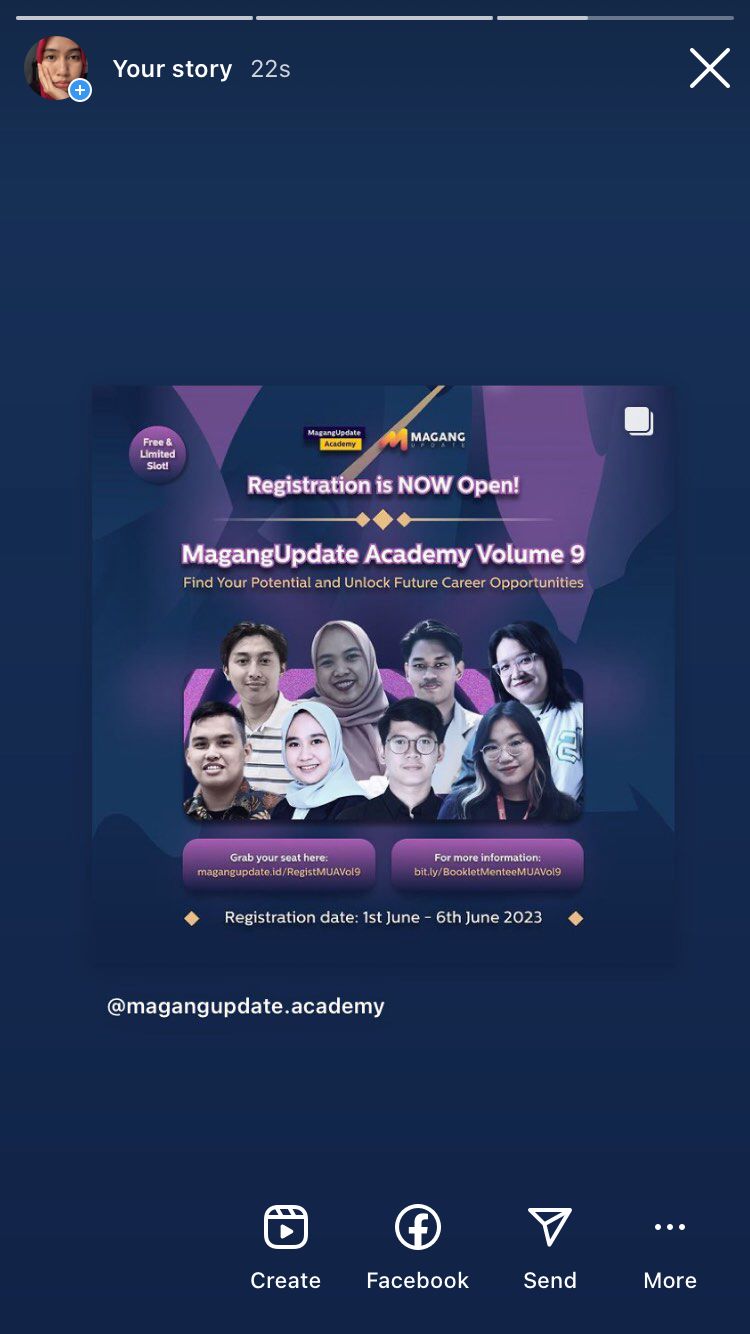 Your story 22s
Free &
Limited
Slot!
MagangUpdate
Academy
MAGANG
UPDATE
Registration is NOW Open!
MagangUpdate Academy Volume 9
Find Your Potential and Unlock Future Career Opportunities
Grab your seat here:
magangupdate.id/RegistMUAVol9
For more information:
bit.ly/BookletMenteeMUAVol9
Registration date: 1st June - 6th June 2023
@magangupdate.academy
Create
Facebook
Send
More